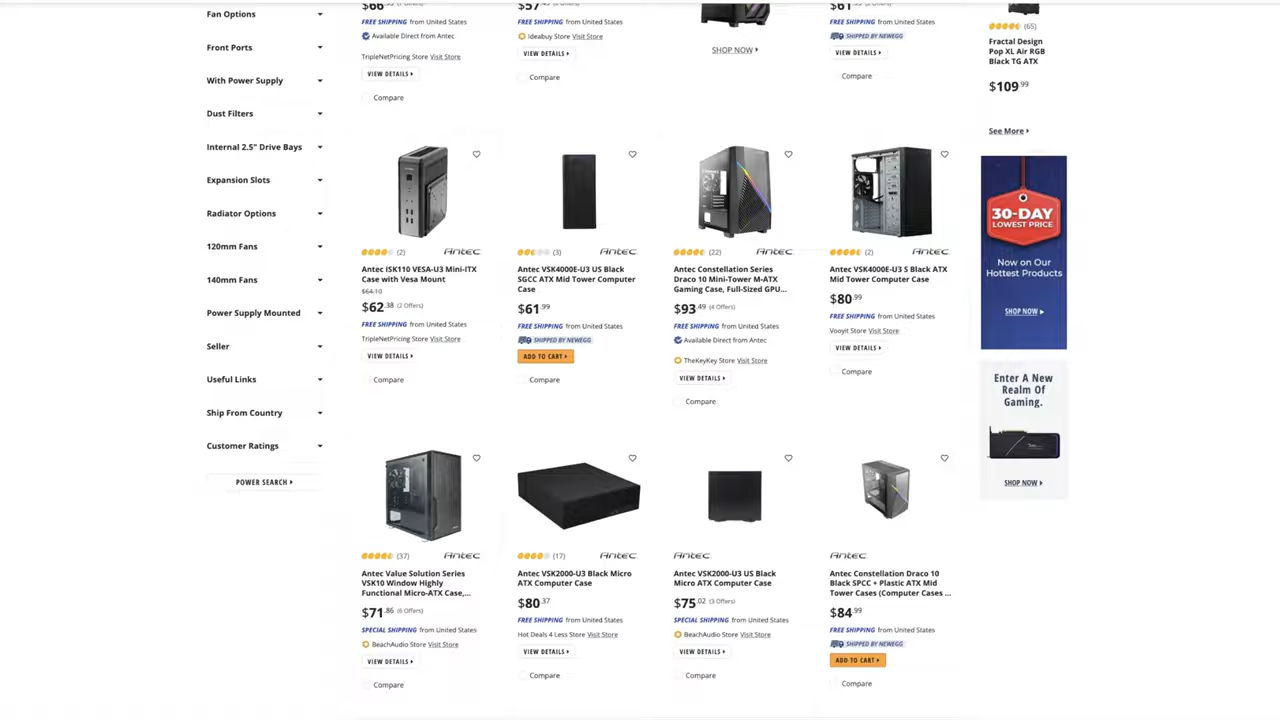 Fan Options
Front Ports
With Power Supply
Dust Filters
Internal 2.5" Drive Bays
Expansion Slots
Radiator Options
120mm Fans
140mm Fans
Power Supply Mounted
Seller
Useful Links
Ship From Country
Customer Ratings
POWER SEARCH
FREE SHIPPING from United States
Available Direct from Antec
TripleNetPricing Store Visit Store
VIEW DETAILS
Compare
FREE SHIPPING from United States
Ideabuy Store Visit Store
VIEW DETAILS
Compare
SHOP NOW
FREE SHIPPING from United States
SHIPPED BY NEWEGG
VIEW DETAILS
Compare
(65)
Fractal Design
Pop XL Air RGB
Black TG ATX
$109.99
See More
(2) Antec
Antec ISK110 VESA-U3 Mini-ITX
Case with Vesa Mount
$64.10
$62.38 (2 Offers)
FREE SHIPPING from United States
TripleNetPricing Store Visit Store
VIEW DETAILS
Compare
(3) Antec
Antec VSK4000E-U3 US Black
SGCC ATX Mid Tower Computer
Case
$61.99
FREE SHIPPING from United States
SHIPPED BY NEWEGG
ADD TO CART
Compare
(22) Antec
Antec Constellation Series
Draco 10 Mini-Tower M-ATX
Gaming Case, Full-Sized GPU...
$93.49 (4 Offers)
FREE SHIPPING from United States
Available Direct from Antec
TheKeyKey Store Visit Store
VIEW DETAILS
Compare
(2) Antec
Antec VSK4000E-U3 S Black ATX
Mid Tower Computer Case
$80.99
FREE SHIPPING from United States
Vooyit Store Visit Store
VIEW DETAILS
Compare
30-DAY
LOWEST PRICE
Now on Our
Hottest Products
SHOP NOW
Enter A New
Realm Of
Gaming.
SHOP NOW
(37) Antec
Antec Value Solution Series
VSK10 Window Highly
Functional Micro-ATX Case,...
$71.86 (6 Offers)
SPECIAL SHIPPING from United States
BeachAudio Store Visit Store
VIEW DETAILS
Compare
(17) Antec
Antec VSK2000-U3 Black Micro
ATX Computer Case
$80.37
FREE SHIPPING from United States
Hot Deals 4 Less Store Visit Store
VIEW DETAILS
Compare
Antec
Antec VSK2000-U3 US Black
Micro ATX Computer Case
$75.02 (3 Offers)
SPECIAL SHIPPING from United States
BeachAudio Store Visit Store
VIEW DETAILS
Compare
Antec
Antec Constellation Draco 10
Black SPCC + Plastic ATX Mid
Tower Cases (Computer Cases ...
$84.99
FREE SHIPPING from United States
SHIPPED BY NEWEGG
ADD TO CART
Compare